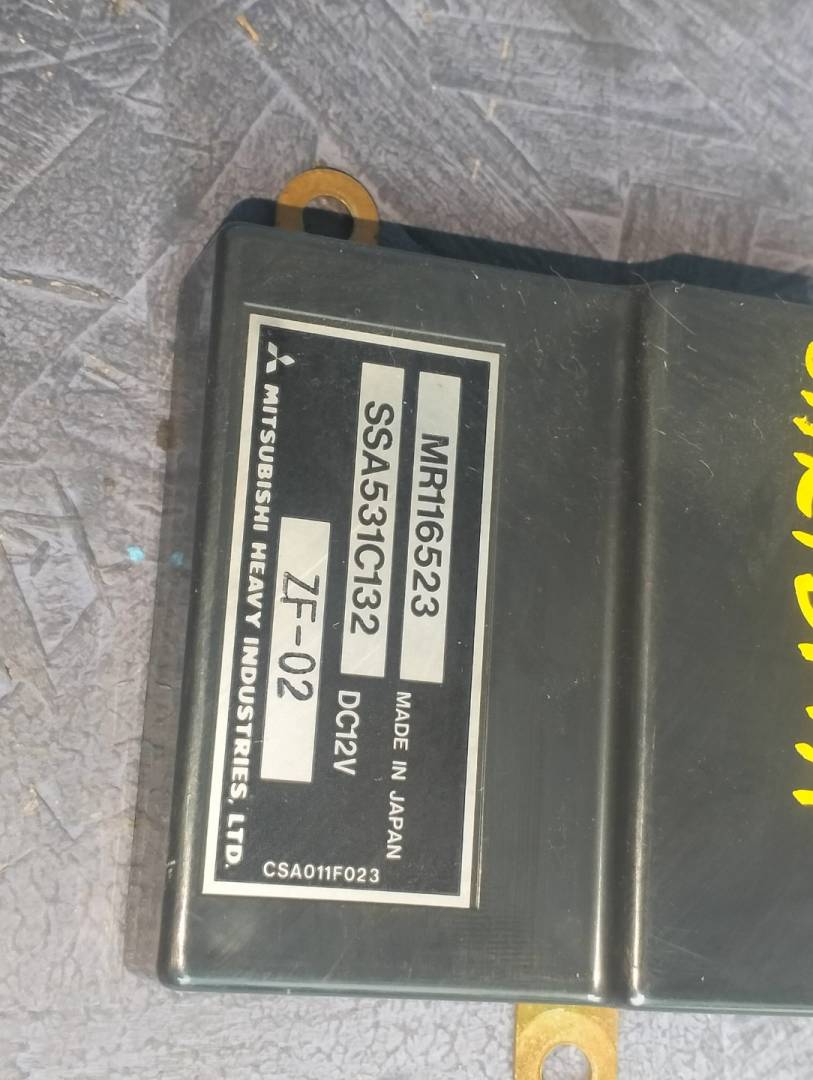 MR116523
MADE IN JAPAN
SSA531C132 DC12V
ZF-02
MITSUBISHI HEAVY INDUSTRIES, LTD.
CSA011F023